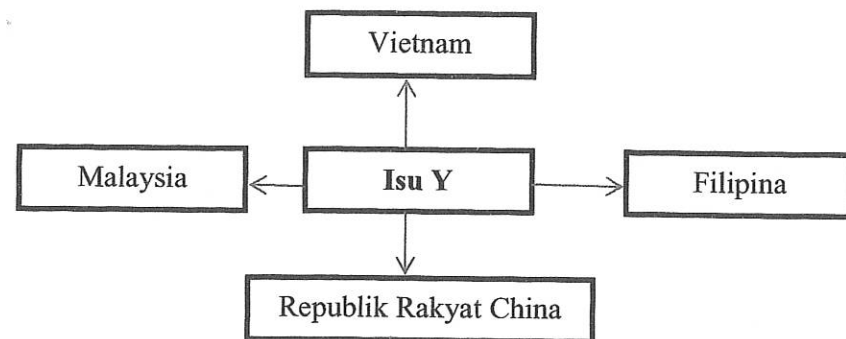 Vietnam
Malaysia
Isu Y
Filipina
Republik Rakyat China